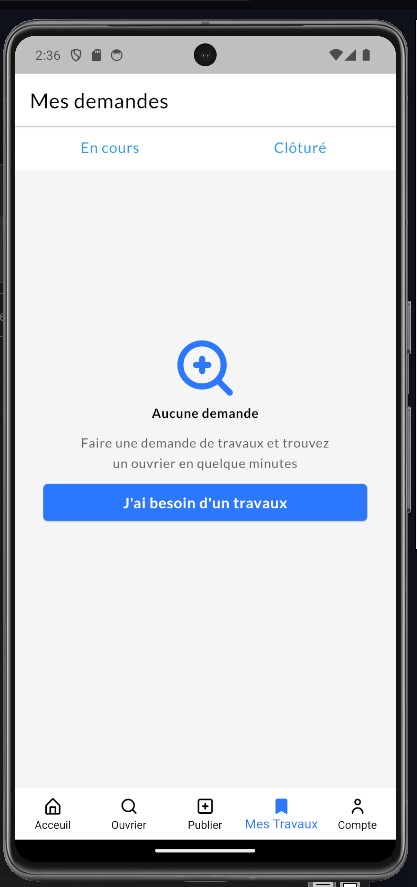 2:36
Mes demandes
En cours
Clôturé
Aucune demande
Faire une demande de travaux et trouvez
un ouvrier en quelque minutes
J'ai besoin d'un travaux
Acceuil
Ouvrier
Publier
Mes Travaux
Compte